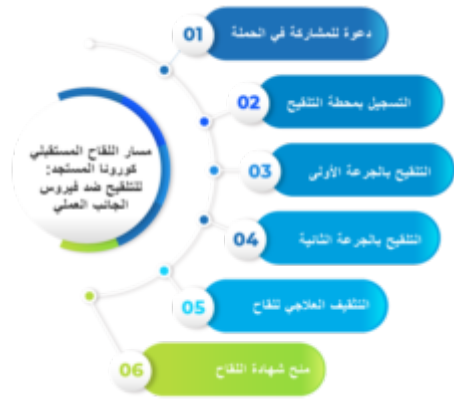 مسار اللقاح المستقبلي
كورونا المستجد:
للتلقيح ضد فيروس
الجانب العملي
01 دعوة للمشاركة في الحملة
02 التسجيل بمحطة التلقيح
03 التلقيح بالجرعة الأولى
04 التلقيح بالجرعة الثانية
05 التثقيف العلاجي للقاح
06 منح شهادة اللقاح